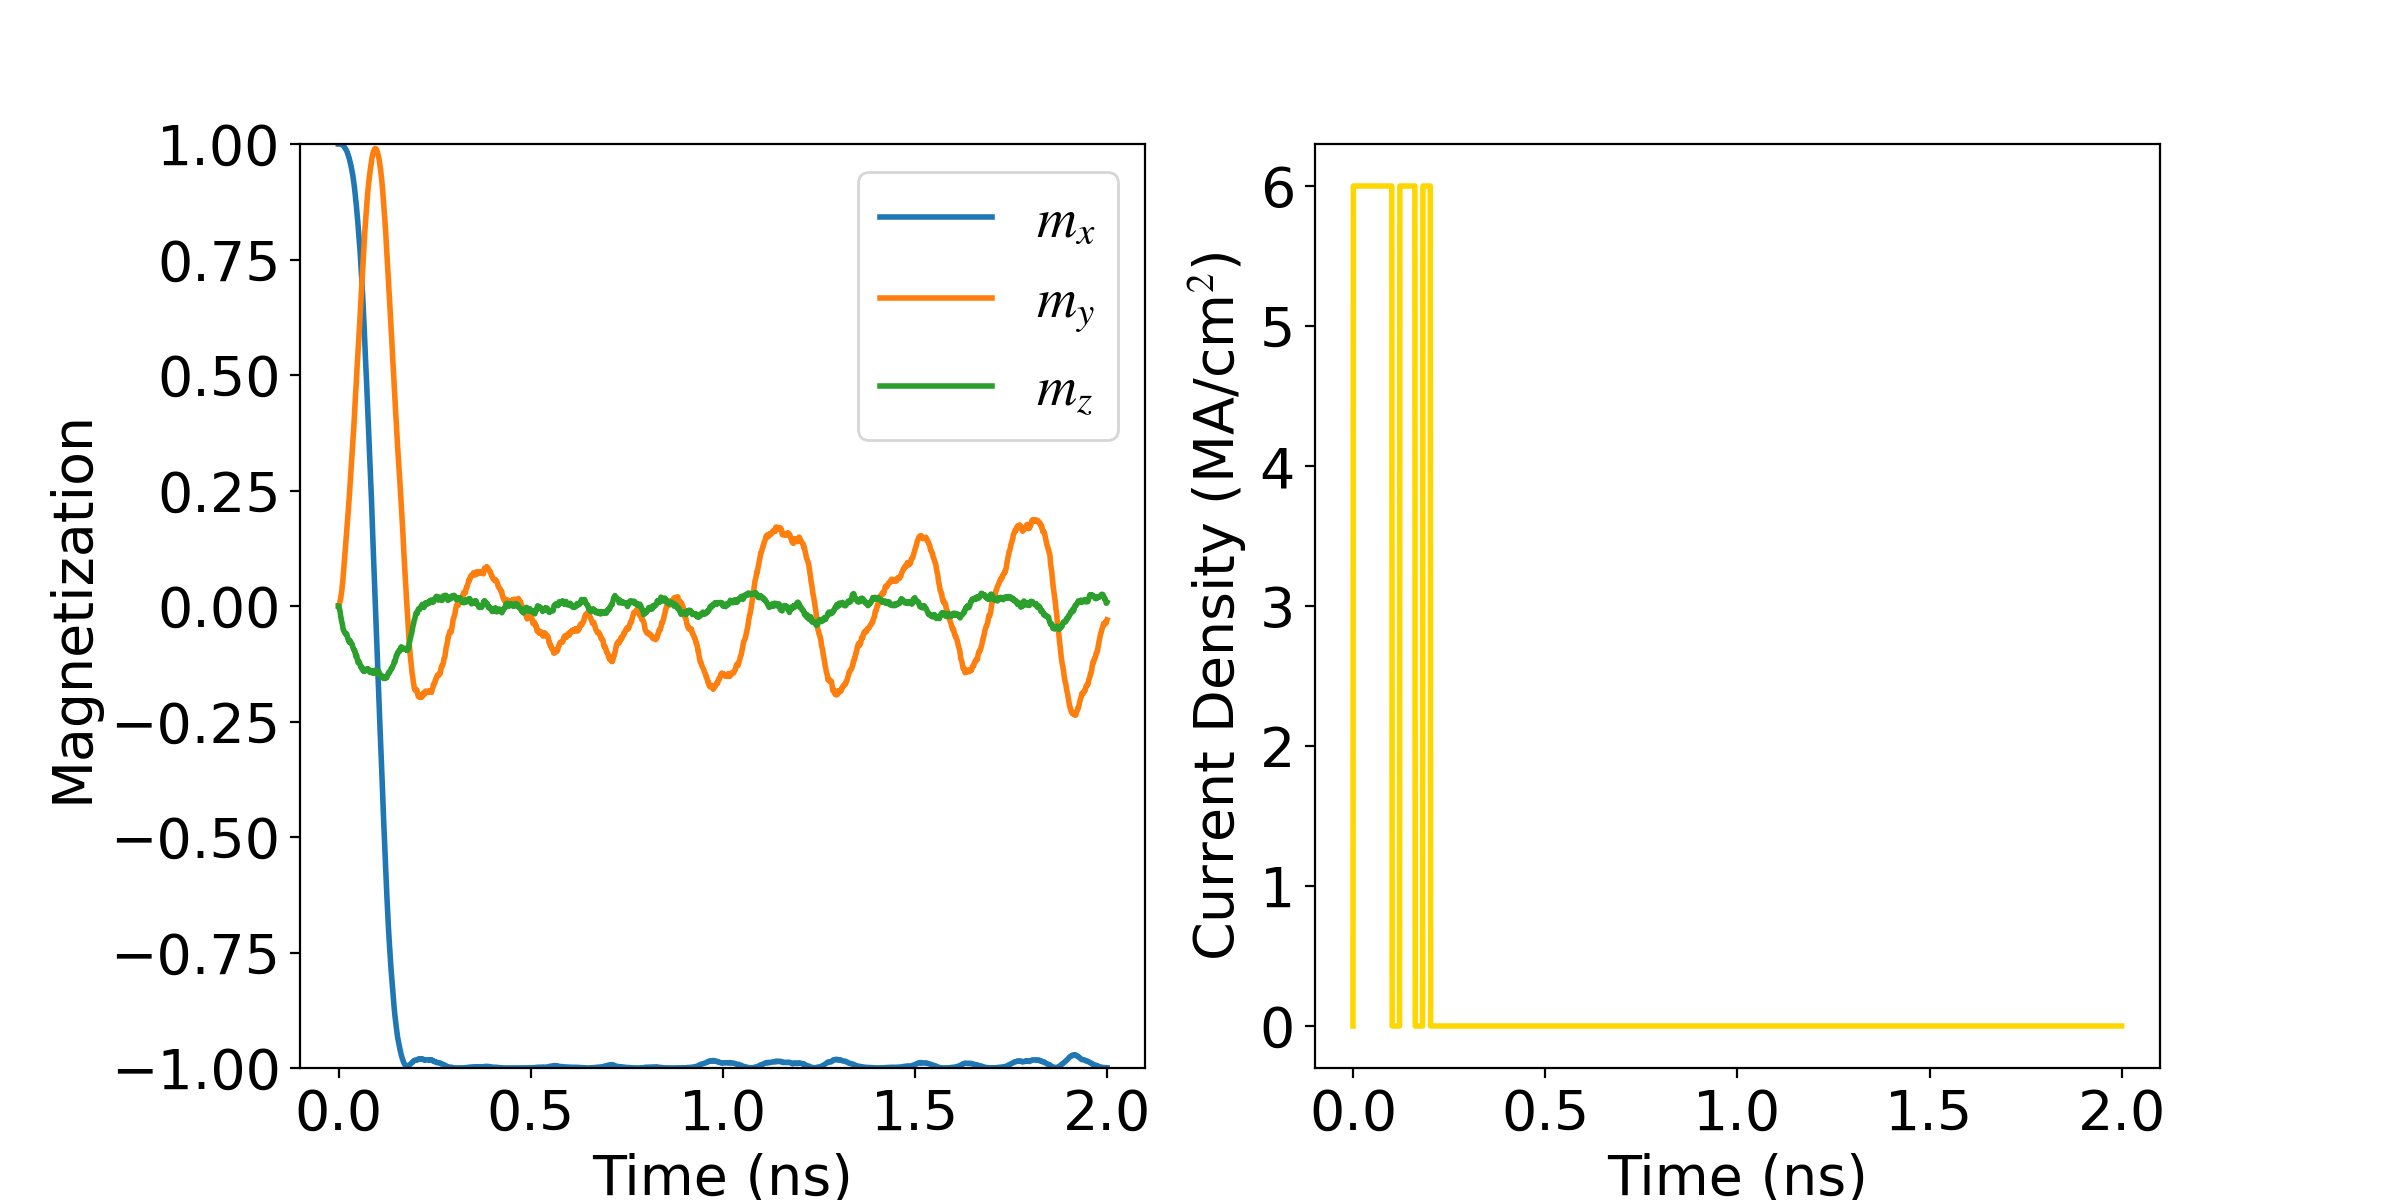 Magnetization
1.00
0.75
0.50
0.25
0.00
−0.25
−0.50
−0.75
−1.00
0.0 0.5 1.0 1.5 2.0
Time (ns)
m_x
m_y
m_z
Current Density (MA/cm²)
6
5
4
3
2
1
0
0.0 0.5 1.0 1.5 2.0
Time (ns)